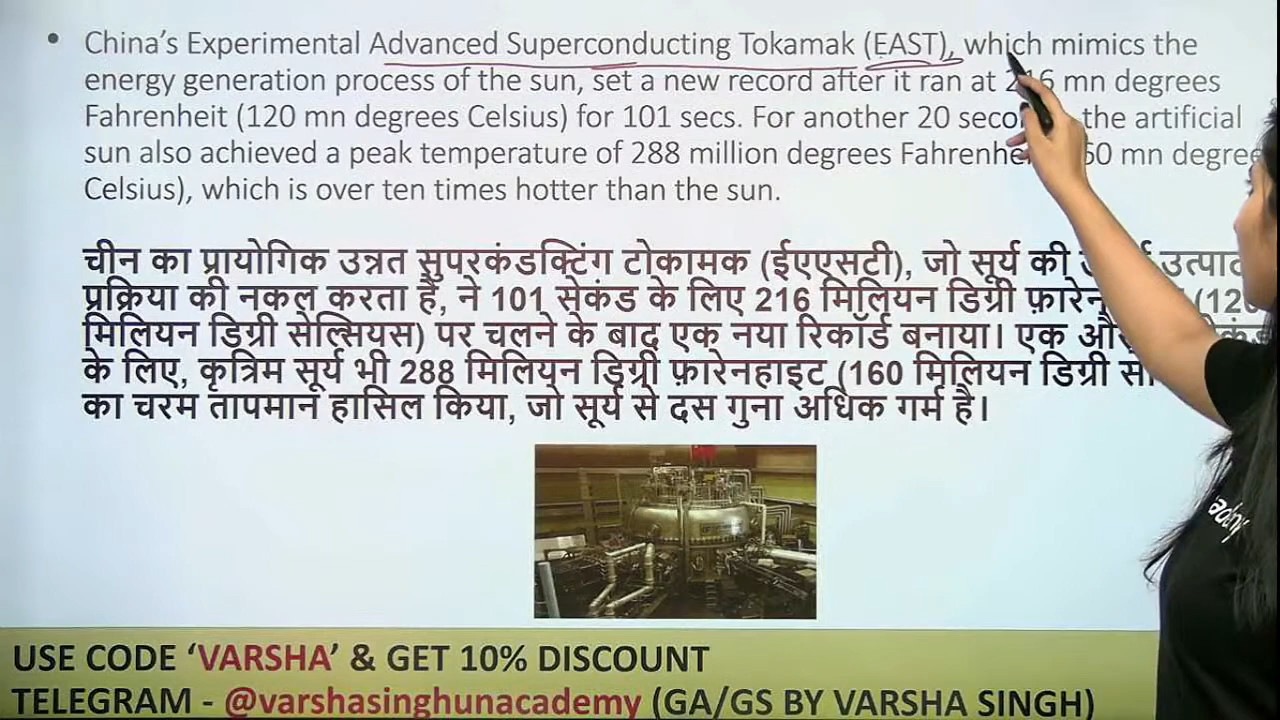 • China's Experimental Advanced Superconducting Tokamak (EAST), which mimics the
energy generation process of the sun, set a new record after it ran at mn degrees
Fahrenheit (120 mn degrees Celsius) for 101 secs. For another 20 the artificial
sun also achieved a peak temperature of 288 million degrees mn
Celsius), which is over ten times hotter than the sun.
चीन का प्रायोगिक उन्नत सुपरकंडक्टिंग टोकामक (ईएएसटी), जो सूर्य की
प्रक्रिया की नकल करता है, ने 101 सेकंड के लिए 216 मिलियन डिग्री
मिलियन डिग्री सेल्सियस) पर चलने के बाद एक नया रिकॉर्ड बनाया। एक
के लिए, कृत्रिम सूर्य भी 288 मिलियन डिग्री फ़ारेनहाइट (160 मिलियन डिग्री
का चरम तापमान हासिल किया, जो सूर्य से दस गुना अधिक गर्म है।
USE CODE ‘VARSHA’ & GET 10% DISCOUNT
TELEGRAM - @varshasinghunacademy (GA/GS BY VARSHA SINGH)